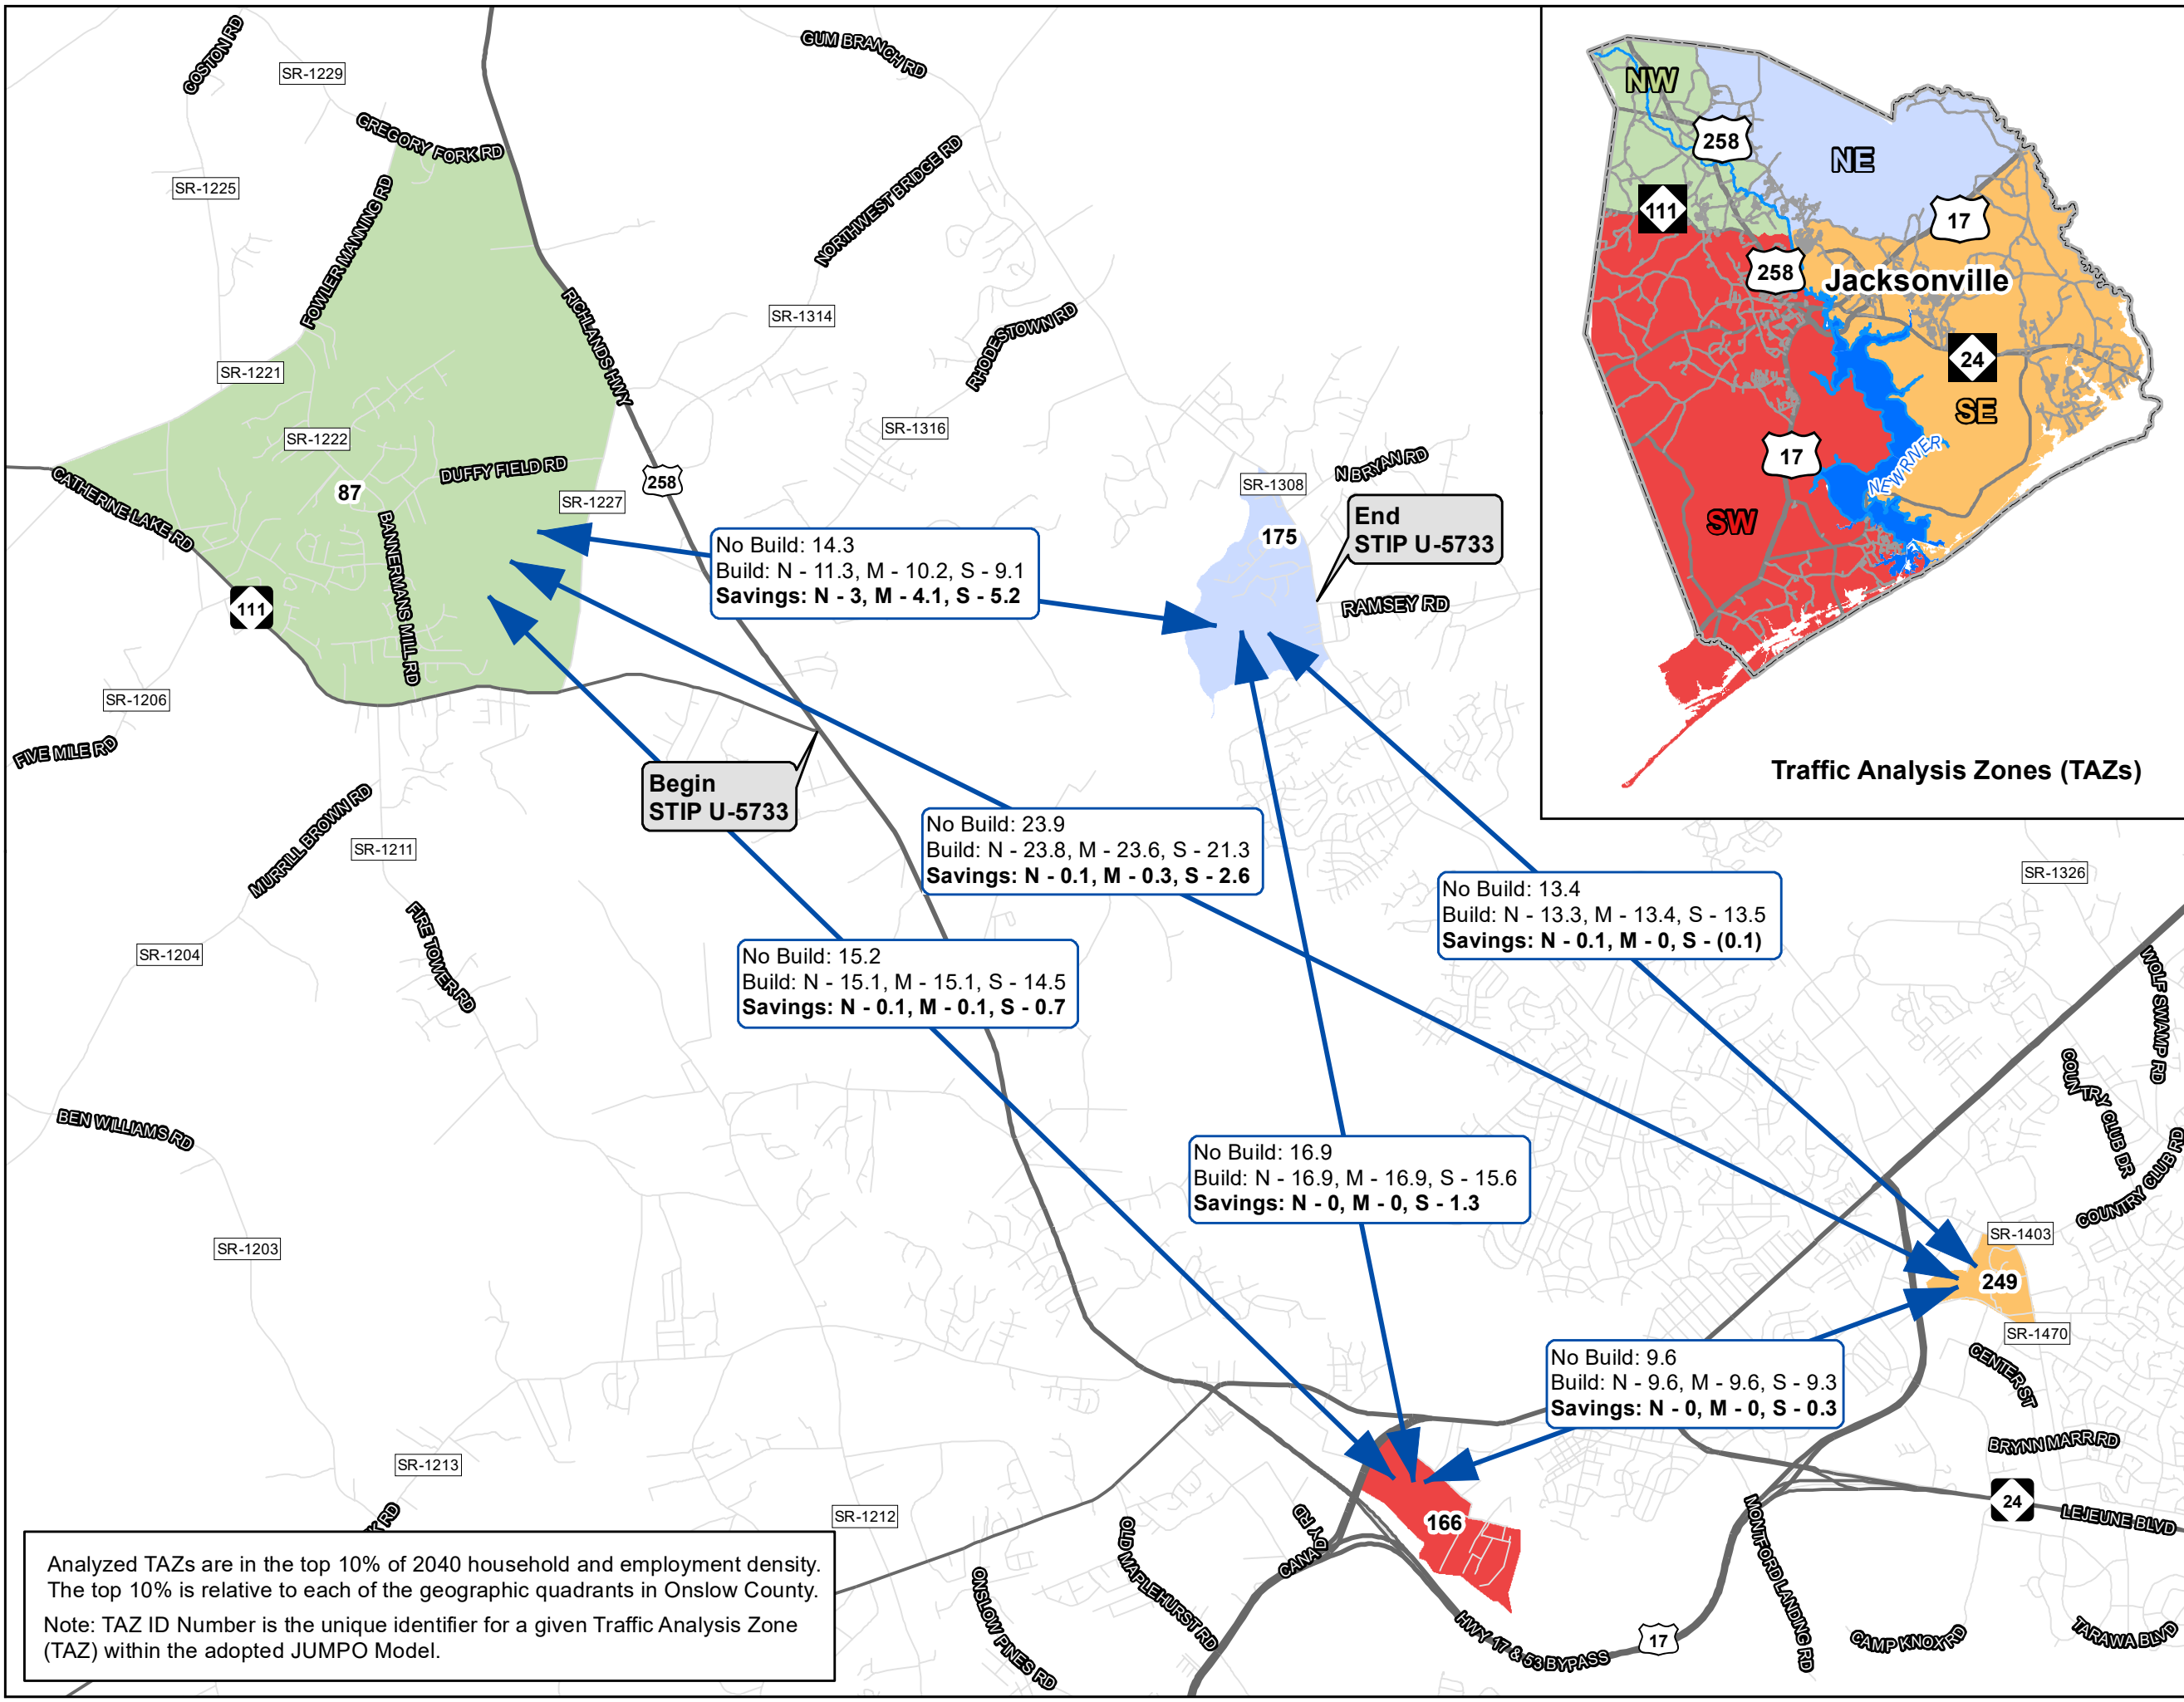 COSTON RD
SR-1229
GUM BRANCH RD
GREGORY FORK RD
SR-1225
NORTHWEST BRIDGE RD
FOWLER MANNING RD
SR-1314
RICHLANDS HWY
RHODESTOWN RD
SR-1221
SR-1316
SR-1222
DUFFY FIELD RD
258
87
SR-1227
CATHERINE LAKE RD
BANNERMANS MILL RD
111
SR-1308
N BRYAN RD
175
End
STIP U-5733
RAMSEY RD
No Build: 14.3
Build: N - 11.3, M - 10.2, S - 9.1
Savings: N - 3, M - 4.1, S - 5.2
SR-1206
FIVE MILE RD
Begin
STIP U-5733
MURRILL BROWN RD
SR-1211
No Build: 23.9
Build: N - 23.8, M - 23.6, S - 21.3
Savings: N - 0.1, M - 0.3, S - 2.6
No Build: 13.4
Build: N - 13.3, M - 13.4, S - 13.5
Savings: N - 0.1, M - 0, S - (0.1)
SR-1326
FIRE TOWER RD
SR-1204
No Build: 15.2
Build: N - 15.1, M - 15.1, S - 14.5
Savings: N - 0.1, M - 0.1, S - 0.7
WOLF SWAMP RD
COUNTRY CLUB DR
COUNTRY CLUB RD
BEN WILLIAMS RD
No Build: 16.9
Build: N - 16.9, M - 16.9, S - 15.6
Savings: N - 0, M - 0, S - 1.3
SR-1203
SR-1403
249
SR-1470
No Build: 9.6
Build: N - 9.6, M - 9.6, S - 9.3
Savings: N - 0, M - 0, S - 0.3
CENTER ST
BRYNN MARR RD
24
LEJEUNE BLVD
SR-1213
SR-1212
K RD
166
CANADY RD
OLD MAPLEHURST RD
ONSLOW PINES RD
HWY 17 & 53 BYPASS
17
MONTFORD LANDING RD
CAMP KNOX RD
TARAWA BLVD
NW
258
NE
111
17
258
Jacksonville
24
SE
17
NEW RIVER
SW
Traffic Analysis Zones (TAZs)
Analyzed TAZs are in the top 10% of 2040 household and employment density.
The top 10% is relative to each of the geographic quadrants in Onslow County.
Note: TAZ ID Number is the unique identifier for a given Traffic Analysis Zone
(TAZ) within the adopted JUMPO Model.